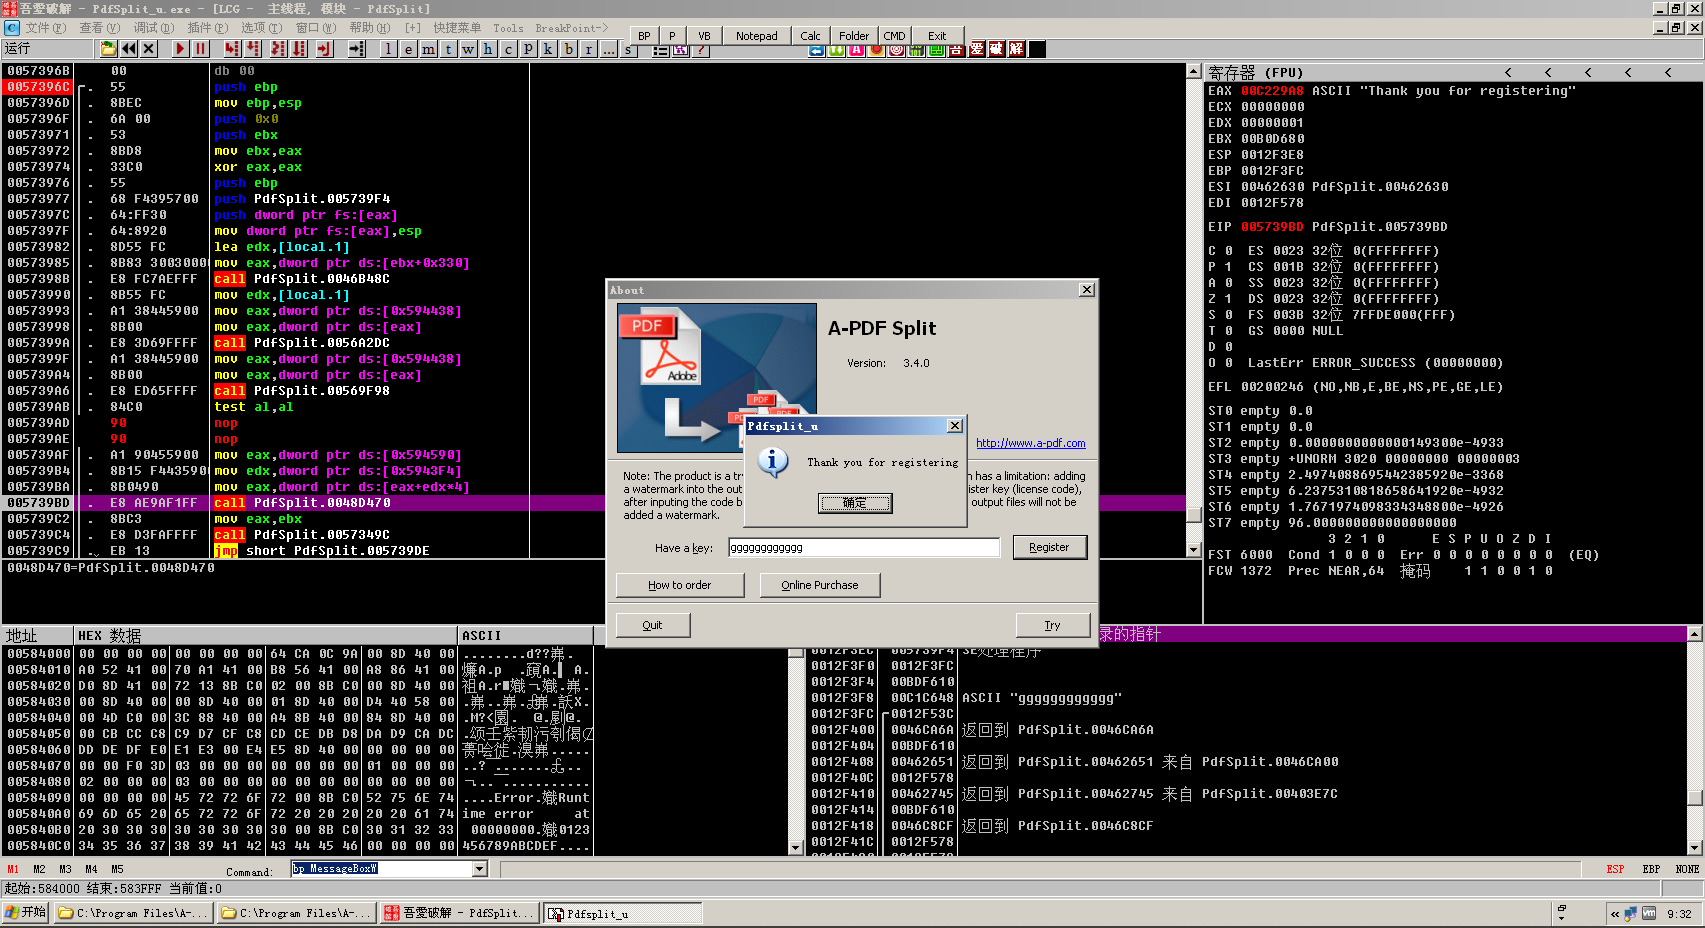 吾愛破解 - PdfSplit_u.exe - [LCG -  主线程, 模块 - PdfSplit]
文件(F) 查看(V) 调试(D) 插件(P) 选项(T) 窗口(W) 帮助(H) [+] 快捷菜单 Tools BreakPoint->
BP P VB Notepad Calc Folder CMD Exit
运行 l e m t w h c p k b r ... s
吾 爱 破 解
0057396B 00 db 00
0057396C 55 push ebp
0057396D 8BEC mov ebp,esp
0057396F 6A 00 push 0x0
00573971 53 push ebx
00573972 8BD8 mov ebx,eax
00573974 33C0 xor eax,eax
00573976 55 push ebp
00573977 68 F4395700 push PdfSplit.005739F4
0057397C 64:FF30 push dword ptr fs:[eax]
0057397F 64:8920 mov dword ptr fs:[eax],esp
00573982 8D55 FC lea edx,[local.1]
00573985 8B83 3003000 mov eax,dword ptr ds:[ebx+0x330]
0057398B E8 FC7AEFFF call PdfSplit.0046B48C
00573990 8B55 FC mov edx,[local.1]
00573993 A1 38445900 mov eax,dword ptr ds:[0x594438]
00573998 8B00 mov eax,dword ptr ds:[eax]
0057399A E8 3D69FFFF call PdfSplit.0056A2DC
0057399F A1 38445900 mov eax,dword ptr ds:[0x594438]
005739A4 8B00 mov eax,dword ptr ds:[eax]
005739A6 E8 ED65FFFF call PdfSplit.00569F98
005739AB 84C0 test al,al
005739AD 90 nop
005739AE 90 nop
005739AF A1 90455900 mov eax,dword ptr ds:[0x594590]
005739B4 8B15 F443590 mov edx,dword ptr ds:[0x5943F4]
005739BA 8B0490 mov eax,dword ptr ds:[eax+edx*4]
005739BD E8 AE9AF1FF call PdfSplit.0048D470
005739C2 8BC3 mov eax,ebx
005739C4 E8 D3FAFFFF call PdfSplit.0057349C
005739C9 EB 13 jmp short PdfSplit.005739DE
0048D470=PdfSplit.0048D470
寄存器 (FPU) < < < < <
EAX 00C229A8 ASCII "Thank you for registering"
ECX 00000000
EDX 00000001
EBX 00B0D680
ESP 0012F3E8
EBP 0012F3FC
ESI 00462630 PdfSplit.00462630
EDI 0012F578
EIP 005739BD PdfSplit.005739BD
C 0 ES 0023 32位 0(FFFFFFFF)
P 1 CS 001B 32位 0(FFFFFFFF)
A 0 SS 0023 32位 0(FFFFFFFF)
Z 1 DS 0023 32位 0(FFFFFFFF)
S 0 FS 003B 32位 7FFDE000(FFF)
T 0 GS 0000 NULL
D 0
O 0 LastErr ERROR_SUCCESS (00000000)
EFL 00200246 (NO,NB,E,BE,NS,PE,GE,LE)
ST0 empty 0.0
ST1 empty 0.0
ST2 empty 0.0000000000000149300e-4933
ST3 empty +UNORM 3020 00000000 00000003
ST4 empty 2.4974088695442385920e-3368
ST5 empty 6.2375310818658641920e-4932
ST6 empty 1.7671974098334348800e-4926
ST7 empty 96.000000000000000000
3 2 1 0 E S P U O Z D I
FST 6000 Cond 1 0 0 0 Err 0 0 0 0 0 0 0 0 (EQ)
FCW 1372 Prec NEAR,64 掩码 1 1 0 0 1 0
About
PDF
Adobe
A-PDF Split
Version: 3.4.0
http://www.a-pdf.com
Note: The product is a tr
n has a limitation: adding
a watermark into the out
ister key (license code),
after inputing the code b
output files will not be
added a watermark.
Pdfsplit_u
Thank you for registering
确定
Have a key: gggggggggggg Register
How to order Online Purchase
Quit Try
地址 HEX 数据 ASCII
00584000 00 00 00 00 00 00 00 00 64 CA 0C 9A 00 8D 40 00
00584010 A0 52 41 00 70 A1 41 00 B8 56 41 00 A8 86 41 00
00584020 D0 8D 41 00 72 13 8B C0 02 00 8B C0 00 8D 40 00
00584030 00 8D 40 00 00 8D 40 00 01 8D 40 00 D4 40 58 00
00584040 00 4D C0 00 3C 88 40 00 A4 8B 40 00 84 8D 40 00
00584050 00 CB CC C8 C9 D7 CF C8 CD CE DB D8 DA D9 CA DC
00584060 DD DE DF E0 E1 E3 00 E4 E5 8D 40 00 00 00 00 00
00584070 00 00 F0 3D 03 00 00 00 00 00 00 00 01 00 00 00
00584080 02 00 00 00 03 00 00 00 00 00 00 00 00 00 00 00
00584090 00 00 00 00 45 72 72 6F 72 00 8B C0 52 75 6E 74
005840A0 69 6D 65 20 65 72 72 6F 72 20 20 20 20 20 61 74 ime error at
005840B0 20 30 30 30 30 30 30 30 30 00 8B C0 30 31 32 33
005840C0 34 35 36 37 38 39 41 42 43 44 45 46 00 00 00 00 456789ABCDEF....
录的指针
0012F3EC 005739F4 SE处理程序
0012F3F0 0012F3FC
0012F3F4 00BDF610
0012F3F8 00C1C648 ASCII "gggggggggggg"
0012F3FC 0012F53C
0012F400 0046CA6A 返回到 PdfSplit.0046CA6A
0012F404 00BDF610
0012F408 00462651 返回到 PdfSplit.00462651 来自 PdfSplit.0046CA00
0012F40C 0012F578
0012F410 00462745 返回到 PdfSplit.00462745 来自 PdfSplit.00403E7C
0012F414 00BDF610
0012F418 0046C8CF 返回到 PdfSplit.0046C8CF
0012F41C 0012F578
M1 M2 M3 M4 M5 Command: bp MessageBoxW ESP EBP NONE
起始:584000 结束:583FFF 当前值:0
开始 C:\Program Files\A-... C:\Program Files\A-... 吾愛破解 - PdfSplit... Pdfsplit_u « 9:32